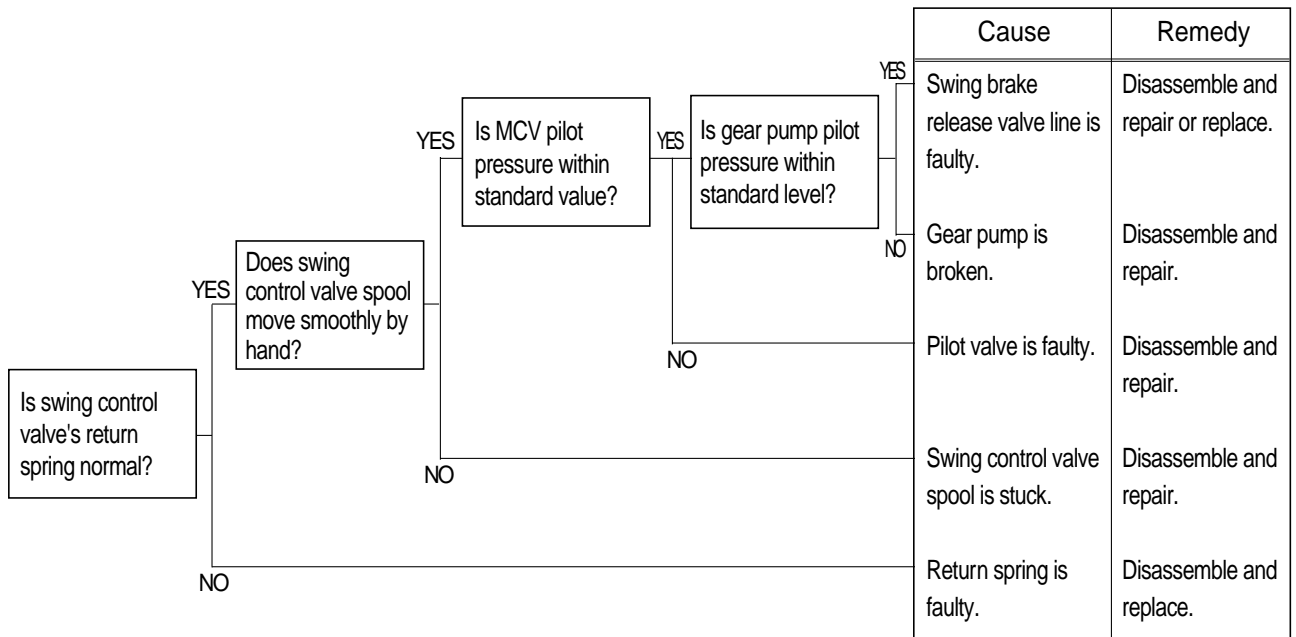 Cause
Remedy
YES
Swing brake
release valve line is
faulty.
Disassemble and
repair or replace.
YES
Is MCV pilot
pressure within
standard value?
YES
Is gear pump pilot
pressure within
standard level?
NO
Gear pump is
broken.
Disassemble and
repair.
YES
Does swing
control valve spool
move smoothly by
hand?
NO
Pilot valve is faulty.
Disassemble and
repair.
Is swing control
valve's return
spring normal?
NO
Swing control valve
spool is stuck.
Disassemble and
repair.
NO
Return spring is
faulty.
Disassemble and
replace.